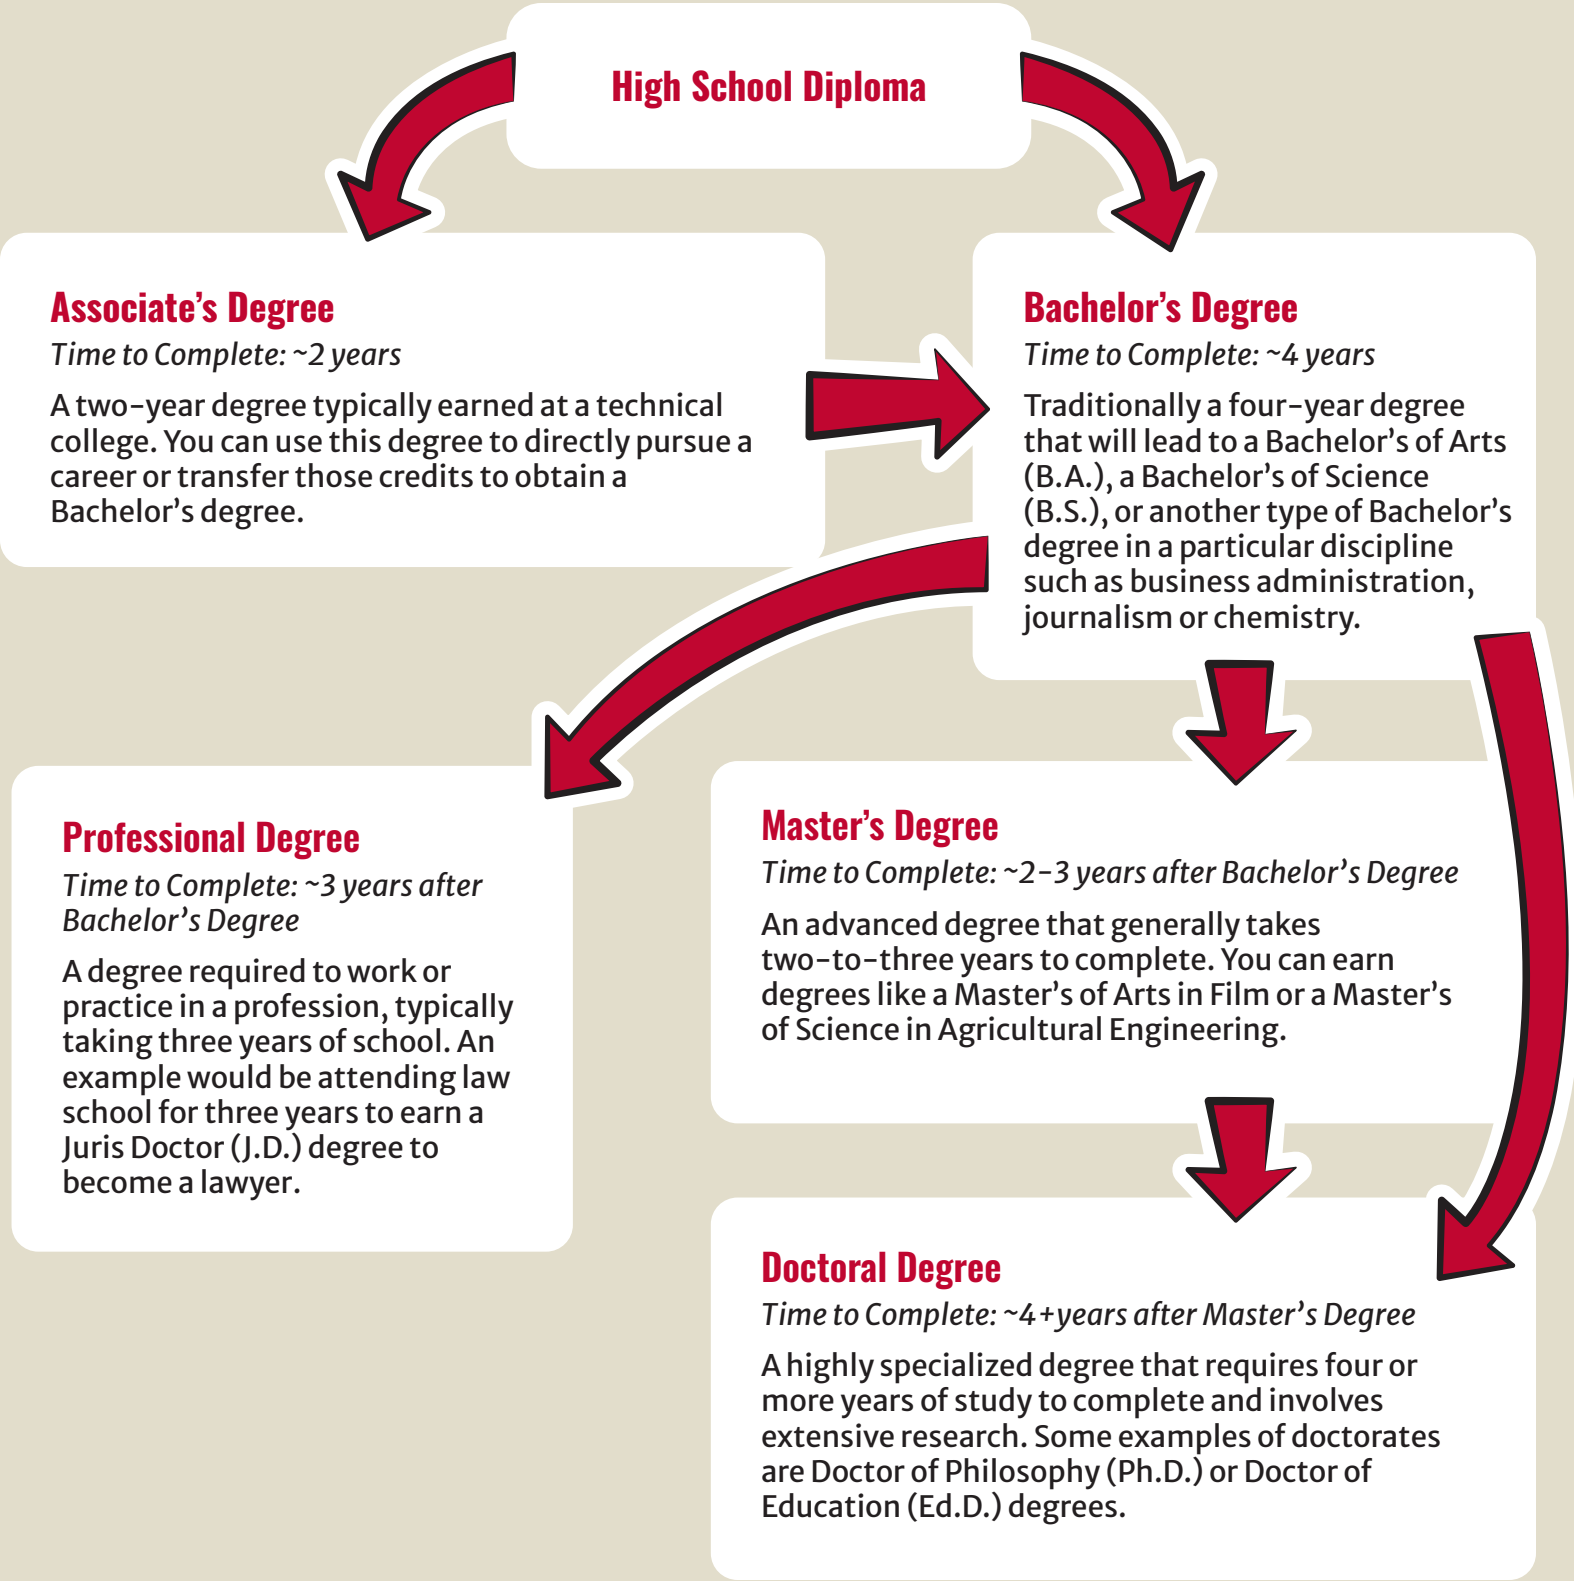 High School Diploma
Associate’s Degree
Time to Complete: ~2 years
A two-year degree typically earned at a technical
college. You can use this degree to directly pursue a
career or transfer those credits to obtain a
Bachelor’s degree.
Bachelor’s Degree
Time to Complete: ~4 years
Traditionally a four-year degree
that will lead to a Bachelor’s of Arts
(B.A.), a Bachelor’s of Science
(B.S.), or another type of Bachelor’s
degree in a particular discipline
such as business administration,
journalism or chemistry.
Professional Degree
Time to Complete: ~3 years after
Bachelor’s Degree
A degree required to work or
practice in a profession, typically
taking three years of school. An
example would be attending law
school for three years to earn a
Juris Doctor (J.D.) degree to
become a lawyer.
Master’s Degree
Time to Complete: ~2-3 years after Bachelor’s Degree
An advanced degree that generally takes
two-to-three years to complete. You can earn
degrees like a Master’s of Arts in Film or a Master’s
of Science in Agricultural Engineering.
Doctoral Degree
Time to Complete: ~4+years after Master’s Degree
A highly specialized degree that requires four or
more years of study to complete and involves
extensive research. Some examples of doctorates
are Doctor of Philosophy (Ph.D.) or Doctor of
Education (Ed.D.) degrees.